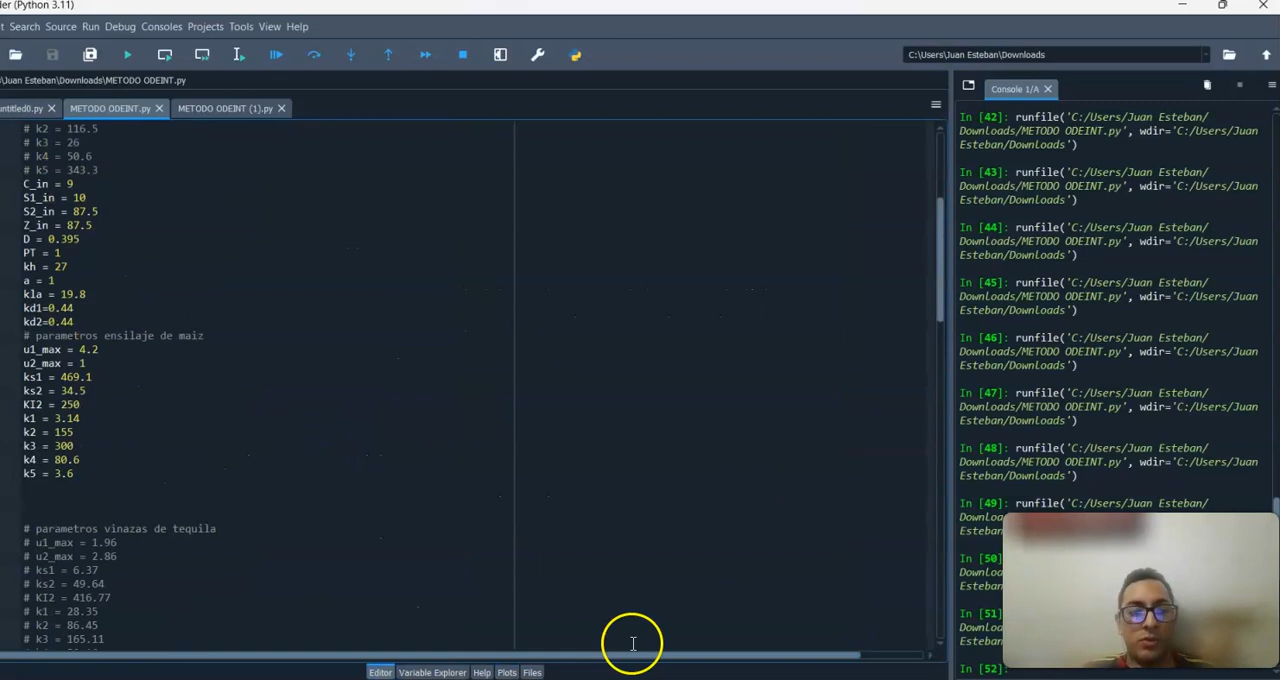 der (Python 3.11)
t Search Source Run Debug Consoles Projects Tools View Help
C:\Users\Juan Esteban\Downloads
\Juan Esteban\Downloads\METODO ODEINT.py
untitled0.py
METODO ODEINT.py
METODO ODEINT (1).py
# k2 = 116.5
# k3 = 26
# k4 = 50.6
# k5 = 343.3
C_in = 9
S1_in = 10
S2_in = 87.5
Z_in = 87.5
D = 0.395
PT = 1
kh = 27
a = 1
kla = 19.8
kd1=0.44
kd2=0.44
# parametros ensilaje de maiz
u1_max = 4.2
u2_max = 1
ks1 = 469.1
ks2 = 34.5
KI2 = 250
k1 = 3.14
k2 = 155
k3 = 300
k4 = 80.6
k5 = 3.6
# parametros vinazas de tequila
# u1_max = 1.96
# u2_max = 2.86
# ks1 = 6.37
# ks2 = 49.64
# KI2 = 416.77
# k1 = 28.35
# k2 = 86.45
# k3 = 165.11
Editor Variable Explorer Help Plots Files
Console 1/A
In [42]: runfile('C:/Users/Juan Esteban/
Downloads/METODO ODEINT.py', wdir='C:/Users/Juan
Esteban/Downloads')
In [43]: runfile('C:/Users/Juan Esteban/
Downloads/METODO ODEINT.py', wdir='C:/Users/Juan
Esteban/Downloads')
In [44]: runfile('C:/Users/Juan Esteban/
Downloads/METODO ODEINT.py', wdir='C:/Users/Juan
Esteban/Downloads')
In [45]: runfile('C:/Users/Juan Esteban/
Downloads/METODO ODEINT.py', wdir='C:/Users/Juan
Esteban/Downloads')
In [46]: runfile('C:/Users/Juan Esteban/
Downloads/METODO ODEINT.py', wdir='C:/Users/Juan
Esteban/Downloads')
In [47]: runfile('C:/Users/Juan Esteban/
Downloads/METODO ODEINT.py', wdir='C:/Users/Juan
Esteban/Downloads')
In [48]: runfile('C:/Users/Juan Esteban/
Downloads/METODO ODEINT.py', wdir='C:/Users/Juan
Esteban/Downloads')
In [49]: runfile('C:/Users/Juan Esteban/
Downlo
Esteba
In [50]
Downlo
Esteba
In [51]
Downlo
Esteba
In [52]